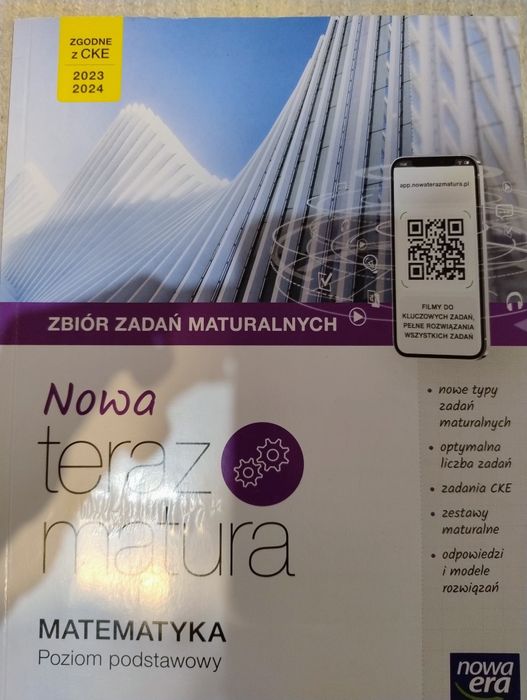 ZGODNE
z CKE
2023
2024
app.nowaterazmatura.pl
FILMY DO
KLUCZOWYCH ZADAŃ,
PEŁNE ROZWIĄZANIA
WSZYSTKICH ZADAŃ
ZBIÓR ZADAŃ MATURALNYCH
Nowa
teraz
matura
• nowe typy
zadań
maturalnych
• optymalna
liczba zadań
• zadania CKE
• zestawy
maturalne
• odpowiedzi
i modele
rozwiązań
MATEMATYKA
Poziom podstawowy
nowa
era